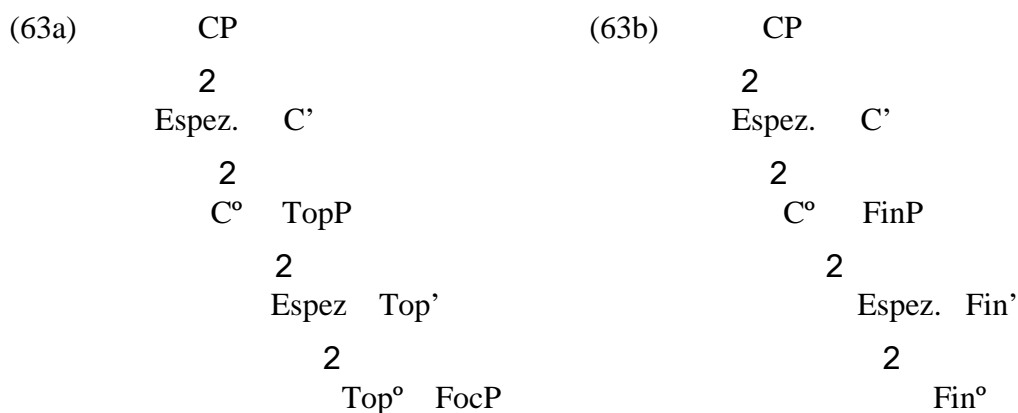 (63a) CP (63b) CP
2 2
Espez. C’ Espez. C’
2 2
Cº TopP Cº FinP
2 2
Espez Top’ Espez. Fin’
2 2
Topº FocP Finº